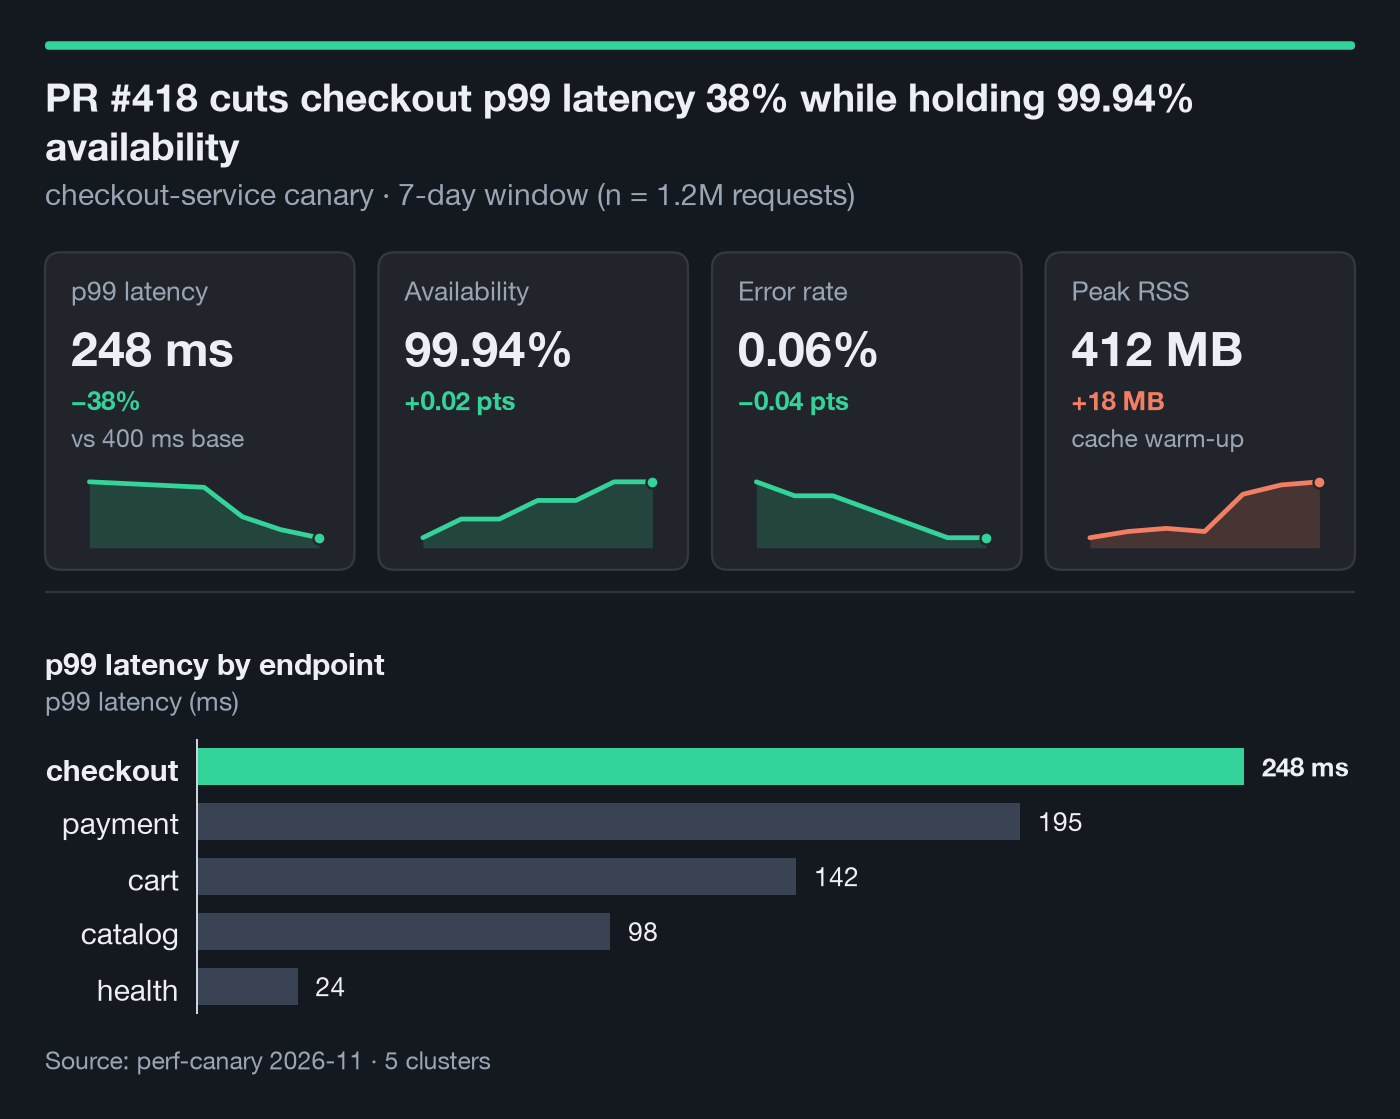 PR #418 cuts checkout p99 latency 38% while holding 99.94%
availability
checkout-service canary · 7-day window (n = 1.2M requests)
p99 latency
248 ms
−38%
vs 400 ms base
Availability
99.94%
+0.02 pts
Error rate
0.06%
−0.04 pts
Peak RSS
412 MB
+18 MB
cache warm-up
p99 latency by endpoint
p99 latency (ms)
checkout 248 ms
payment 195
cart 142
catalog 98
health 24
Source: perf-canary 2026-11 · 5 clusters